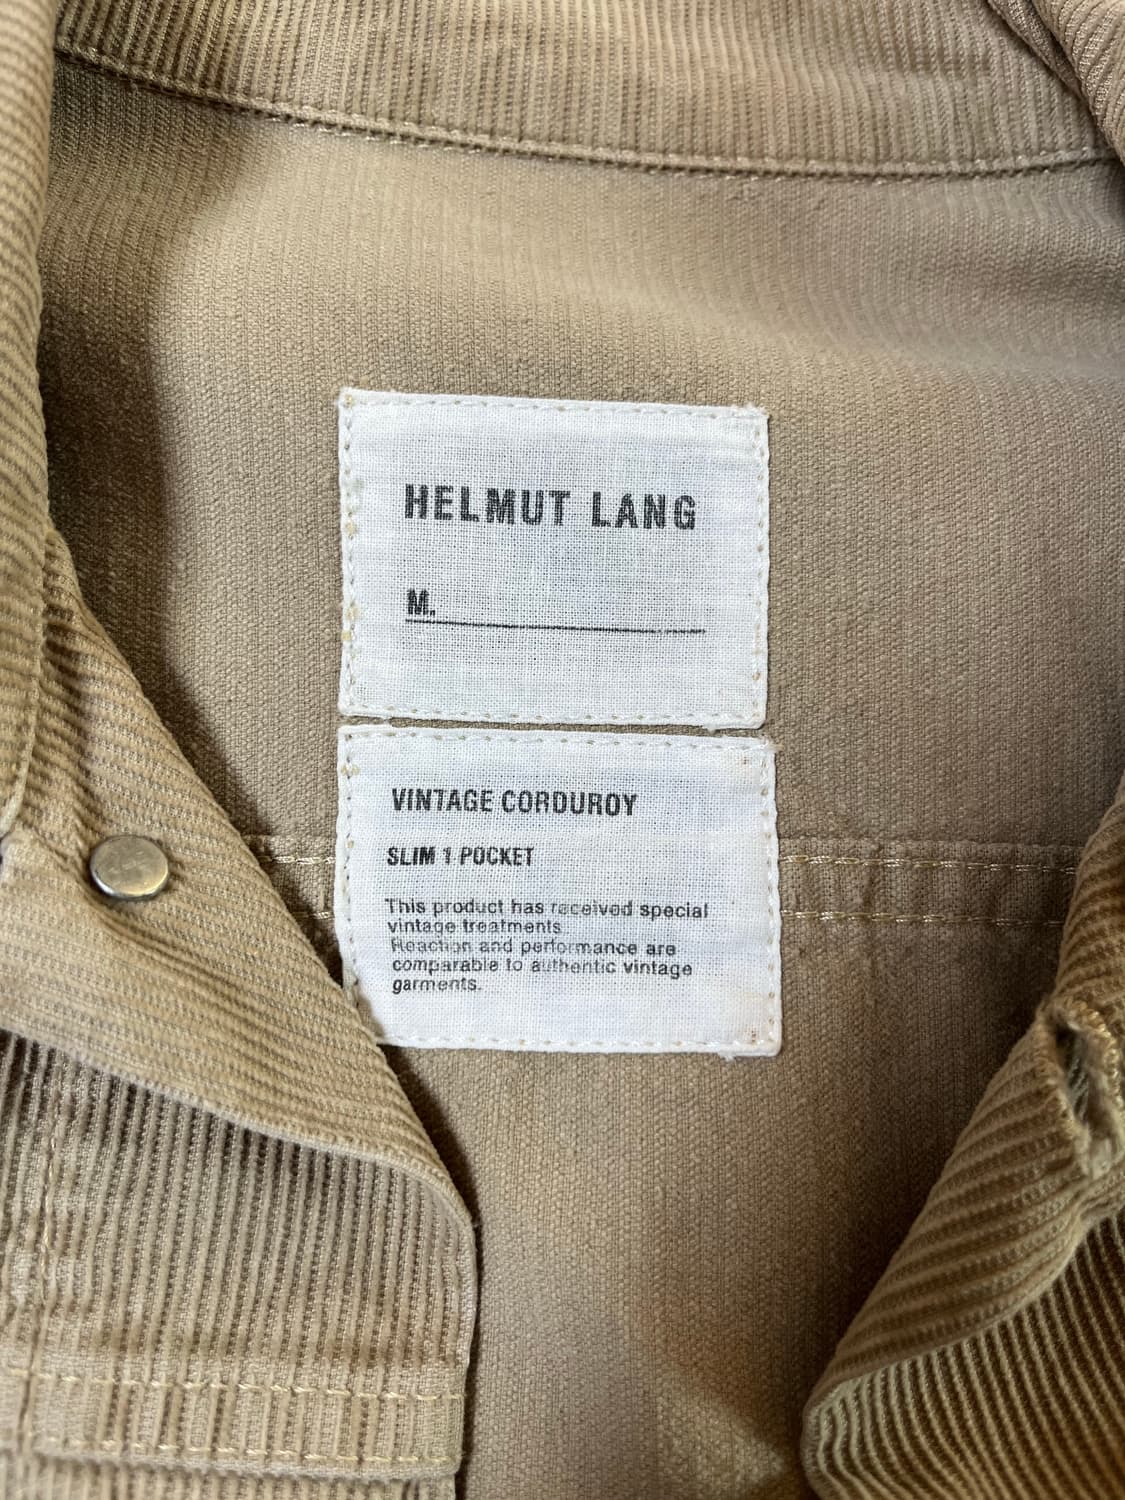 HELMUT LANG
M.
VINTAGE CORDUROY
SLIM 1 POCKET
This product has received special
vintage treatments
Reaction and performance are
comparable to authentic vintage
garments.